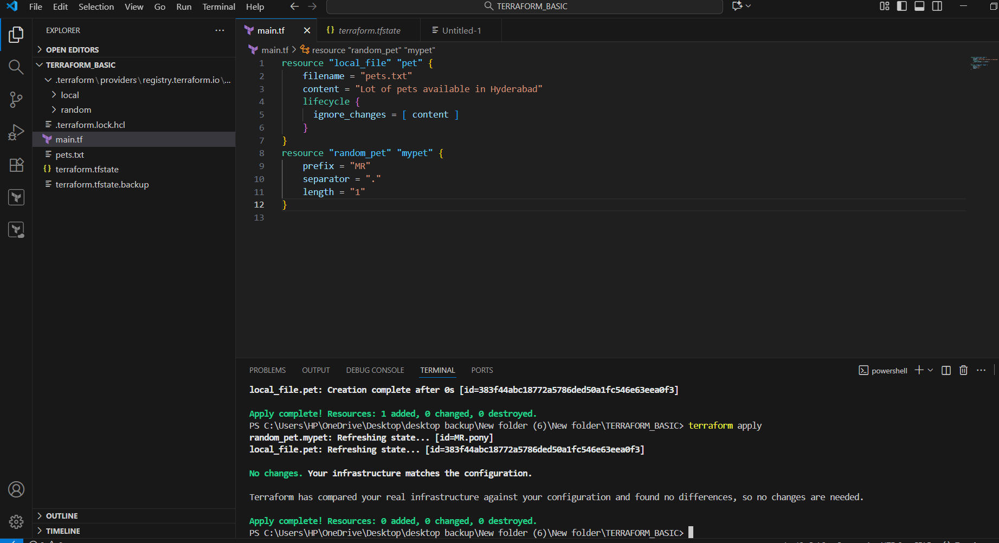 File Edit Selection View Go Run Terminal Help
TERRAFORM_BASIC
EXPLORER
OPEN EDITORS
TERRAFORM_BASIC
.terraform\providers\registry.terraform.io\...
local
random
.terraform.lock.hcl
main.tf
pets.txt
terraform.tfstate
terraform.tfstate.backup
OUTLINE
TIMELINE
main.tf
terraform.tfstate
Untitled-1
main.tf > resource "random_pet" "mypet"
1 resource "local_file" "pet" {
2 filename = "pets.txt"
3 content = "Lot of pets available in Hyderabad"
4 lifecycle {
5 ignore_changes = [ content ]
6 }
7 }
8 resource "random_pet" "mypet" {
9 prefix = "MR"
10 separator = "."
11 length = "1"
12 }
13
PROBLEMS OUTPUT DEBUG CONSOLE TERMINAL PORTS
powershell
local_file.pet: Creation complete after 0s [id=383f44abc18772a5786ded50a1fc546e63eea0f3]
Apply complete! Resources: 1 added, 0 changed, 0 destroyed.
PS C:\Users\HP\OneDrive\Desktop\desktop backup\New folder (6)\New folder\TERRAFORM_BASIC> terraform apply
random_pet.mypet: Refreshing state... [id=MR.pony]
local_file.pet: Refreshing state... [id=383f44abc18772a5786ded50a1fc546e63eea0f3]
No changes. Your infrastructure matches the configuration.
Terraform has compared your real infrastructure against your configuration and found no differences, so no changes are needed.
Apply complete! Resources: 0 added, 0 changed, 0 destroyed.
PS C:\Users\HP\OneDrive\Desktop\desktop backup\New folder (6)\New folder\TERRAFORM_BASIC>